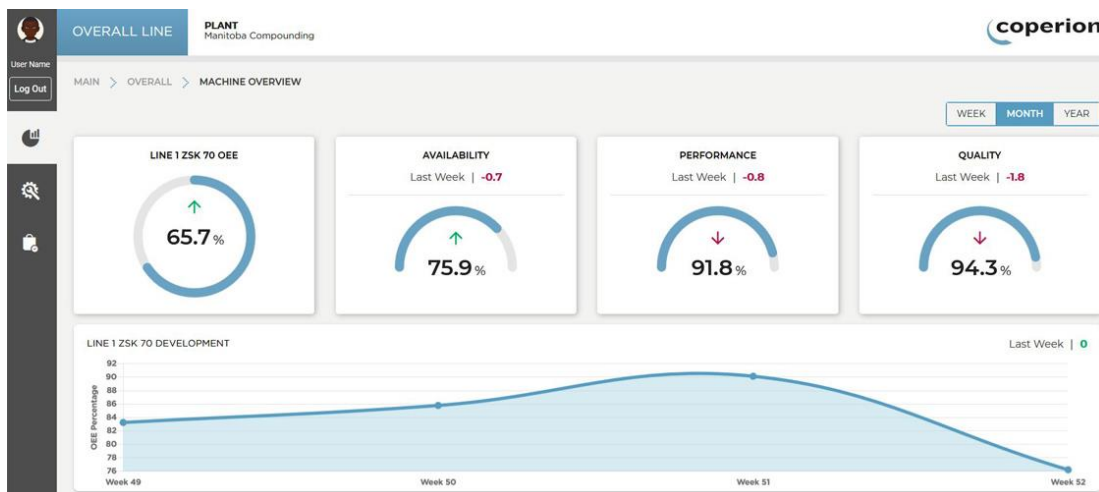 OVERALL LINE
PLANT
Manitoba Compounding
coperion
User Name
Log Out
MAIN > OVERALL > MACHINE OVERVIEW
WEEK MONTH YEAR
LINE 1 ZSK 70 OEE
65.7 %
AVAILABILITY
Last Week | -0.7
75.9 %
PERFORMANCE
Last Week | -0.8
91.8 %
QUALITY
Last Week | -1.8
94.3 %
LINE 1 ZSK 70 DEVELOPMENT
Last Week | 0
OEE Percentage
92
90
88
86
84
82
80
78
76
Week 49 Week 50 Week 51 Week 52